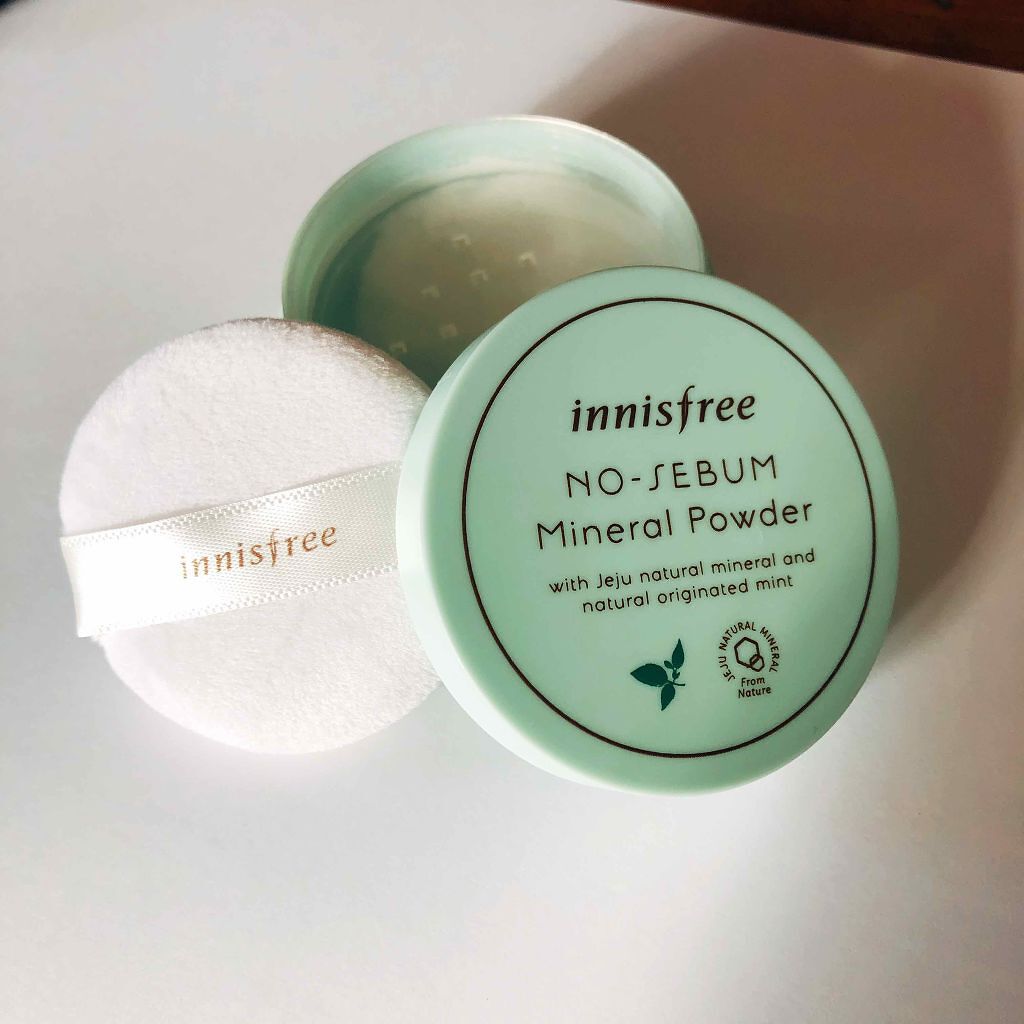 innisfree
NO-SEBUM
Mineral Powder
with Jeju natural mineral and
natural originated mint
JEJU NATURAL MINERAL
From
Nature
innisfree